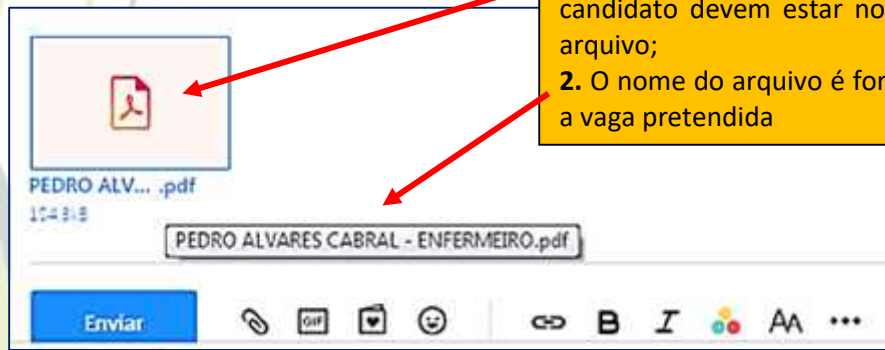 candidato devem estar no
arquivo;
2. O nome do arquivo é for
a vaga pretendida
PEDRO ALV... .pdf
PEDRO ALVARES CABRAL - ENFERMEIRO.pdf
Enviar
GIF
B I AA